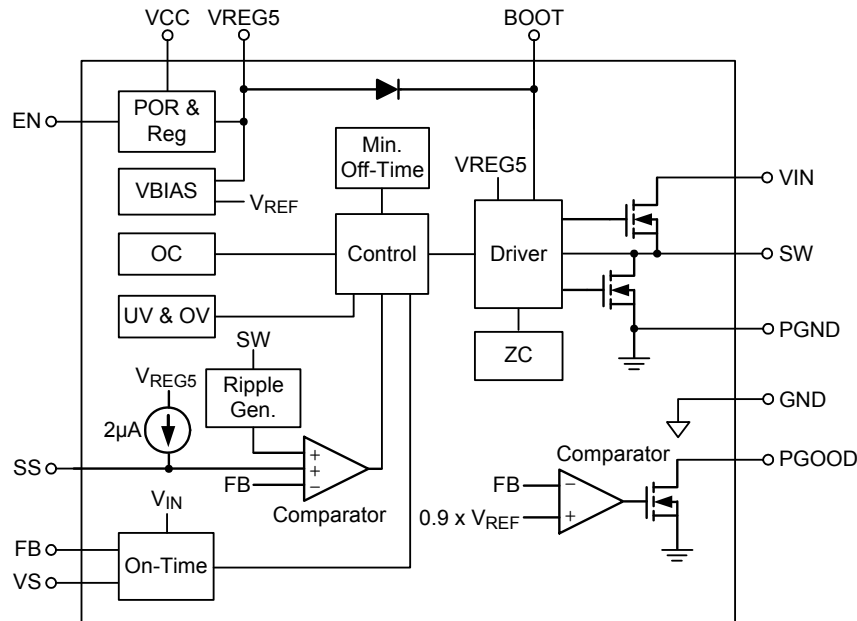 VCC VREG5 BOOT
EN
POR &
Reg
Min.
Off-Time
VREG5
VIN
VBIAS
VREF
OC
Control
Driver
SW
UV & OV
SW
ZC
PGND
VREG5
Ripple
Gen.
GND
2µA
Comparator
PGOOD
SS
+
+
FB
−
Comparator
FB
−
0.9 x VREF
+
VIN
FB
On-Time
VS